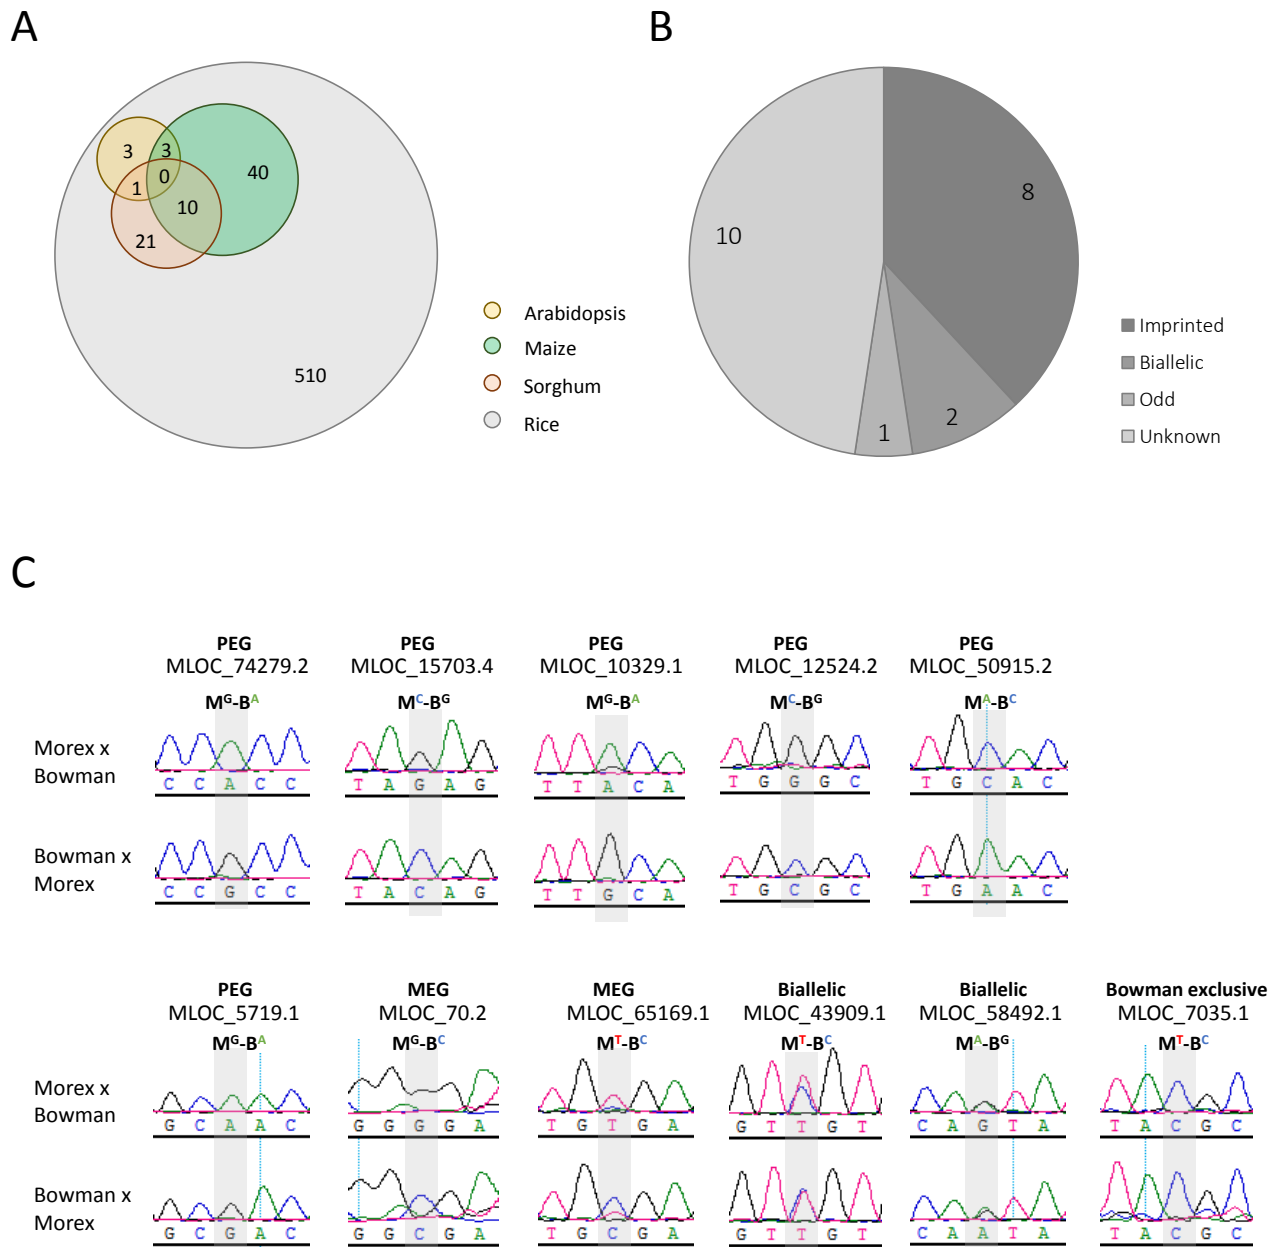 A
B
3
3
0
1
40
10
21
510
Arabidopsis
Maize
Sorghum
Rice
8
10
2
1
Imprinted
Biallelic
Odd
Unknown
C
PEG PEG PEG PEG PEG
MLOC_74279.2 MLOC_15703.4 MLOC_10329.1 MLOC_12524.2 MLOC_50915.2
Mᴳ-Bᴬ Mᶜ-Bᴳ Mᴳ-Bᴬ Mᶜ-Bᴳ Mᴬ-Bᶜ
Morex x
Bowman
C C A C C T A G A G T T A C A T G G G C T G C A C
Bowman x
Morex
C C G C C T A C A G T T G C A T G C G C T G A A C
PEG MEG MEG Biallelic Biallelic Bowman exclusive
MLOC_5719.1 MLOC_70.2 MLOC_65169.1 MLOC_43909.1 MLOC_58492.1 MLOC_7035.1
Mᴳ-Bᴬ Mᴳ-Bᶜ Mᵀ-Bᶜ Mᵀ-Bᶜ Mᴬ-Bᴳ Mᵀ-Bᶜ
Morex x
Bowman
G C A A C G G G G A T G T G A G T T G T C A G T A T A C G C
Bowman x
Morex
G C G A C G G C G A T G C G A G T T G T C A A T A T A C G C